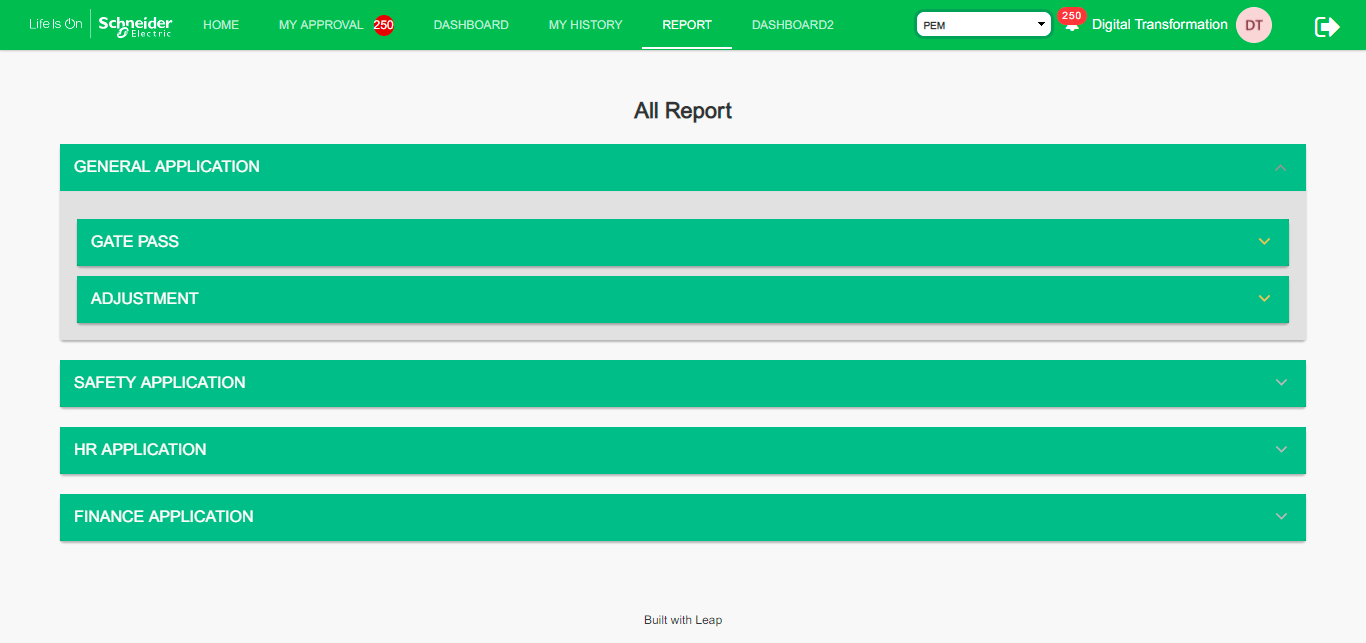 Life Is On Schneider Electric HOME MY APPROVAL 250 DASHBOARD MY HISTORY REPORT DASHBOARD2 PEM 250 Digital Transformation DT
All Report
GENERAL APPLICATION
GATE PASS
ADJUSTMENT
SAFETY APPLICATION
HR APPLICATION
FINANCE APPLICATION
Built with Leap